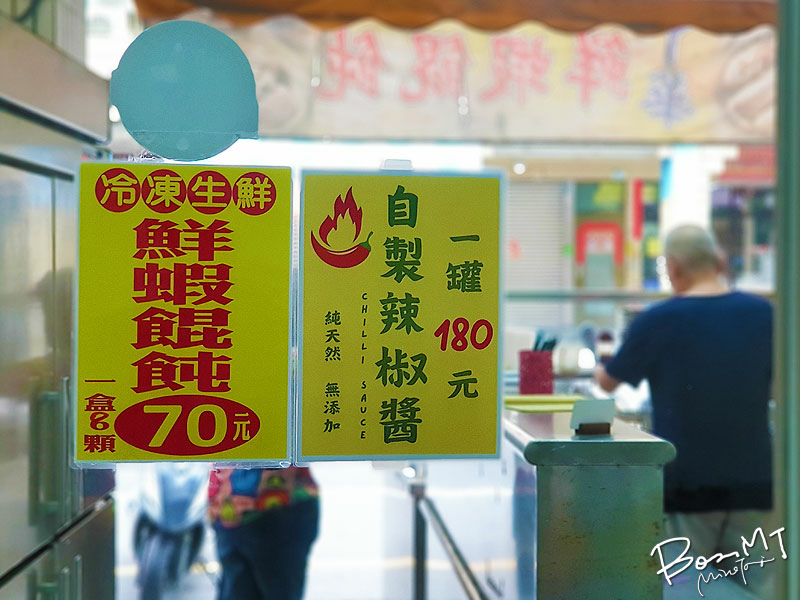 冷凍生鮮
鮮蝦餛飩
一盒8顆
70元
自製辣椒醬
CHILLI SAUCE
純天然 無添加
一罐
180
元
鮮蝦餛飩
BonMT